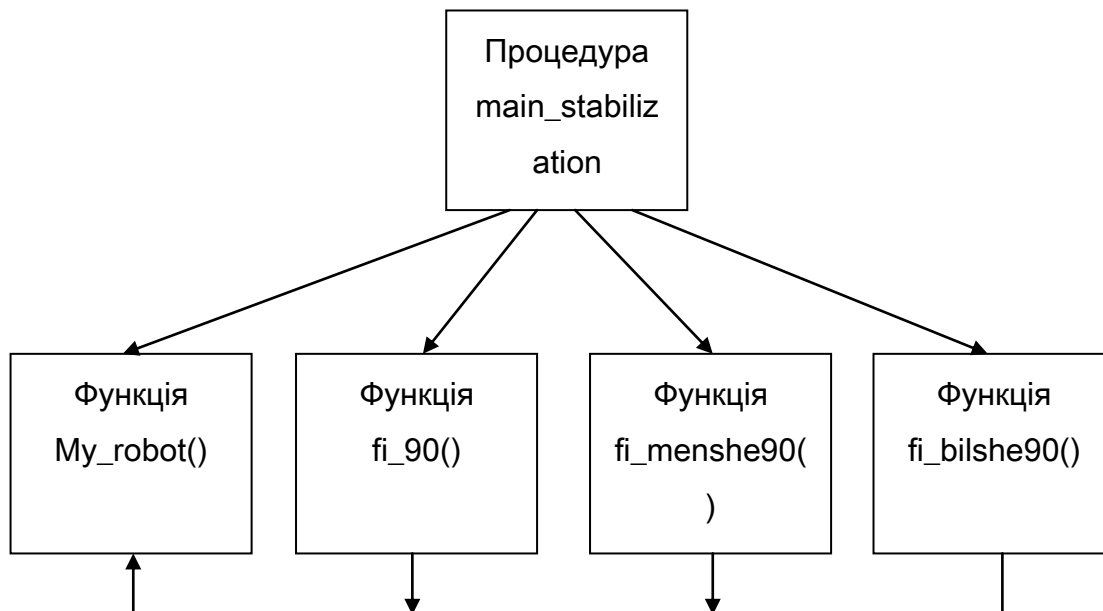 Процедура
main_stabiliz
ation
Функція
My_robot()
Функція
fi_90()
Функція
fi_menshe90(
)
Функція
fi_bilshe90()